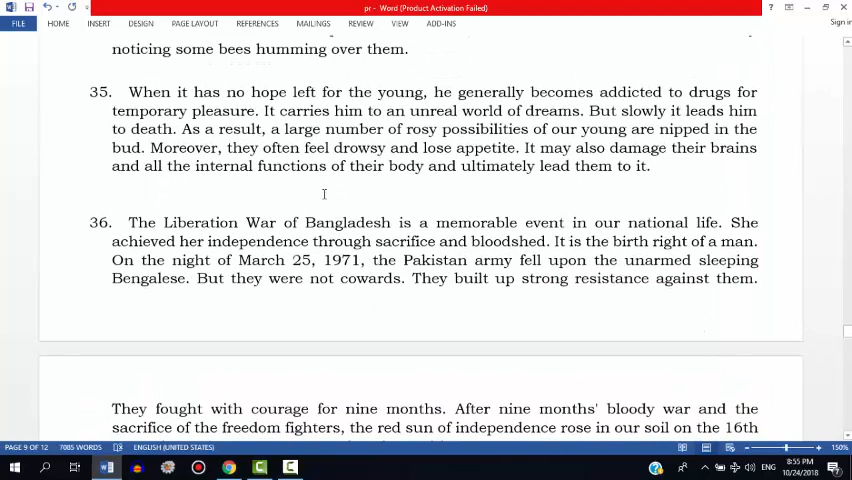 pr - Word (Product Activation Failed)
FILE HOME INSERT DESIGN PAGE LAYOUT REFERENCES MAILINGS REVIEW VIEW ADD-INS Sign in
noticing some bees humming over them.
35. When it has no hope left for the young, he generally becomes addicted to drugs for
temporary pleasure. It carries him to an unreal world of dreams. But slowly it leads him
to death. As a result, a large number of rosy possibilities of our young are nipped in the
bud. Moreover, they often feel drowsy and lose appetite. It may also damage their brains
and all the internal functions of their body and ultimately lead them to it.
36. The Liberation War of Bangladesh is a memorable event in our national life. She
achieved her independence through sacrifice and bloodshed. It is the birth right of a man.
On the night of March 25, 1971, the Pakistan army fell upon the unarmed sleeping
Bengalese. But they were not cowards. They built up strong resistance against them.
They fought with courage for nine months. After nine months' bloody war and the
sacrifice of the freedom fighters, the red sun of independence rose in our soil on the 16th
PAGE 9 OF 12 7085 WORDS ENGLISH (UNITED STATES) 150%
ENG 8:55 PM
10/24/2018